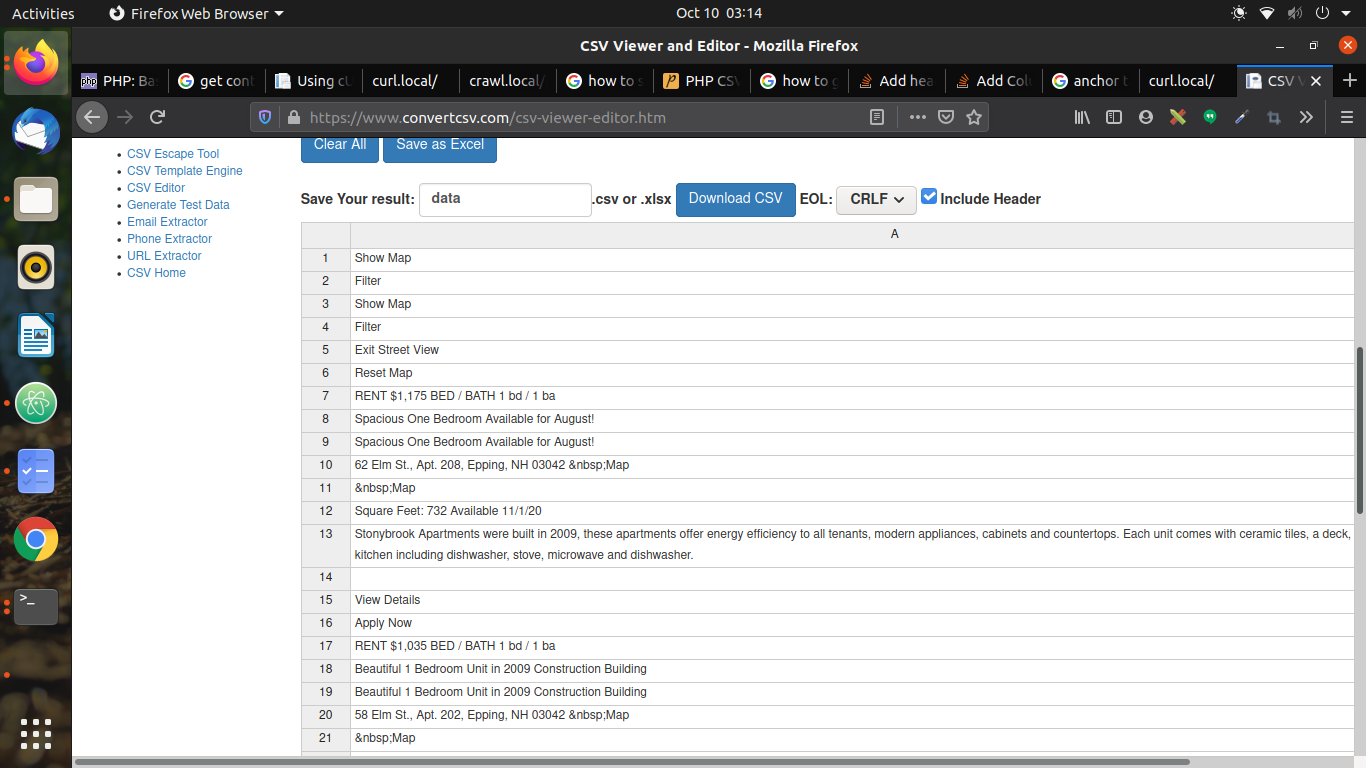 Activities
Firefox Web Browser
Oct 10 03:14
CSV Viewer and Editor - Mozilla Firefox
PHP: Ba
get cont
Using cU
curl.local/
crawl.local/
how to s
PHP CSV
how to g
Add hea
Add Colu
anchor t
curl.local/
CSV V
https://www.convertcsv.com/csv-viewer-editor.htm
CSV Escape Tool
CSV Template Engine
CSV Editor
Generate Test Data
Email Extractor
Phone Extractor
URL Extractor
CSV Home
Clear All
Save as Excel
Save Your result: data .csv or .xlsx Download CSV EOL: CRLF Include Header
A
1 Show Map
2 Filter
3 Show Map
4 Filter
5 Exit Street View
6 Reset Map
7 RENT $1,175 BED / BATH 1 bd / 1 ba
8 Spacious One Bedroom Available for August!
9 Spacious One Bedroom Available for August!
10 62 Elm St., Apt. 208, Epping, NH 03042 &nbsp;Map
11 &nbsp;Map
12 Square Feet: 732 Available 11/1/20
13 Stonybrook Apartments were built in 2009, these apartments offer energy efficiency to all tenants, modern appliances, cabinets and countertops. Each unit comes with ceramic tiles, a deck,
kitchen including dishwasher, stove, microwave and dishwasher.
14
15 View Details
16 Apply Now
17 RENT $1,035 BED / BATH 1 bd / 1 ba
18 Beautiful 1 Bedroom Unit in 2009 Construction Building
19 Beautiful 1 Bedroom Unit in 2009 Construction Building
20 58 Elm St., Apt. 202, Epping, NH 03042 &nbsp;Map
21 &nbsp;Map